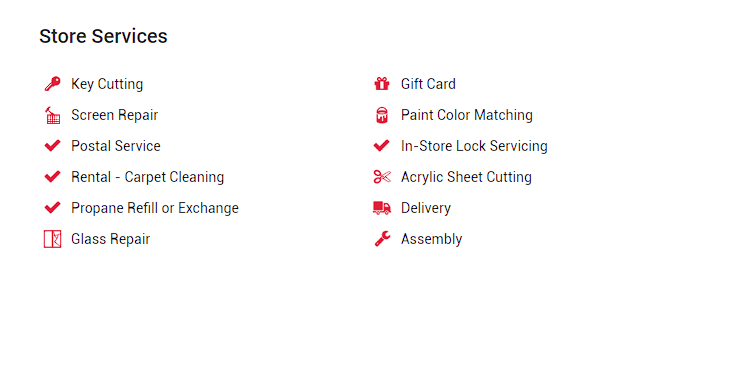 Store Services
Key Cutting
Screen Repair
Postal Service
Rental - Carpet Cleaning
Propane Refill or Exchange
Glass Repair
Gift Card
Paint Color Matching
In-Store Lock Servicing
Acrylic Sheet Cutting
Delivery
Assembly